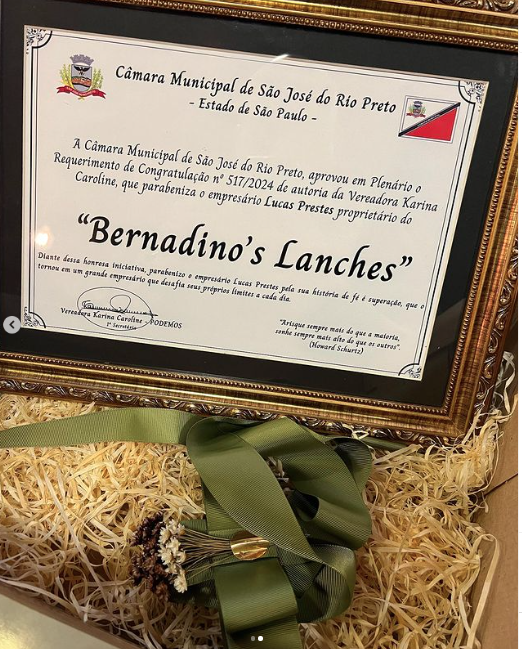 Câmara Municipal de São José do Rio Preto
- Estado de São Paulo -
A Câmara Municipal de São José do Rio Preto, aprovou em Plenário o
Requerimento de Congratulação nº 517/2024 de autoria da Vereadora Karina
Caroline, que parabeniza o empresário Lucas Prestes proprietário do
“Bernadino’s Lanches”
Diante dessa honrosa iniciativa, parabenizo o empresário Lucas Prestes pela sua história de fé e superação, que o
tornou em um grande empresário que desafia seus próprios limites a cada dia.
Vereadora Karina Caroline - PODEMOS
1ª Secretária
"Arisque sempre mais do que a maioria,
sonhe sempre mais alto do que os outros".
(Howard Schurtz)